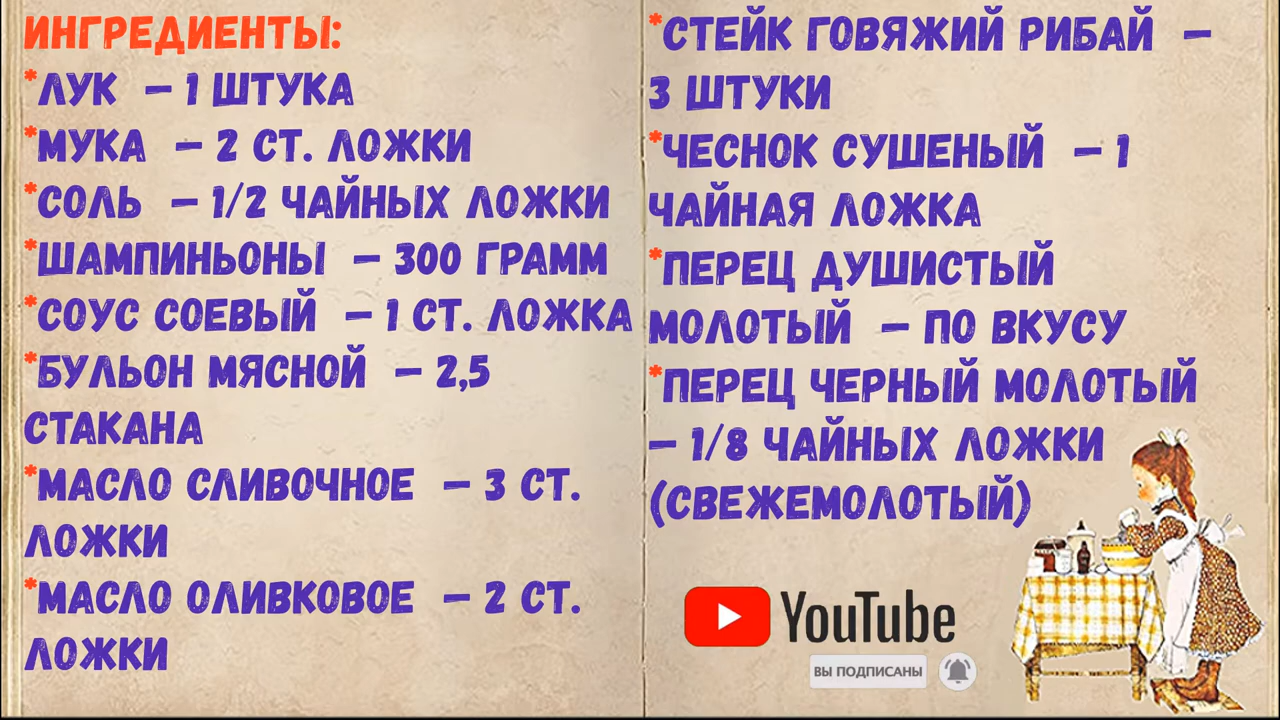 ИНГРЕДИЕНТЫ:
*ЛУК – 1 ШТУКА
*МУКА – 2 СТ. ЛОЖКИ
*СОЛЬ – 1/2 ЧАЙНЫХ ЛОЖКИ
*ШАМПИНЬОНЫ – 300 ГРАММ
*СОУС СОЕВЫЙ – 1 СТ. ЛОЖКА
*БУЛЬОН МЯСНОЙ – 2,5
СТАКАНА
*МАСЛО СЛИВОЧНОЕ – 3 СТ.
ЛОЖКИ
*МАСЛО ОЛИВКОВОЕ – 2 СТ.
ЛОЖКИ
*СТЕЙК ГОВЯЖИЙ РИБАЙ –
3 ШТУКИ
*ЧЕСНОК СУШЕНЫЙ – 1
ЧАЙНАЯ ЛОЖКА
*ПЕРЕЦ ДУШИСТЫЙ
МОЛОТЫЙ – ПО ВКУСУ
*ПЕРЕЦ ЧЕРНЫЙ МОЛОТЫЙ
– 1/8 ЧАЙНЫХ ЛОЖКИ
(СВЕЖЕМОЛОТЫЙ)
YouTube
ВЫ ПОДПИСАНЫ